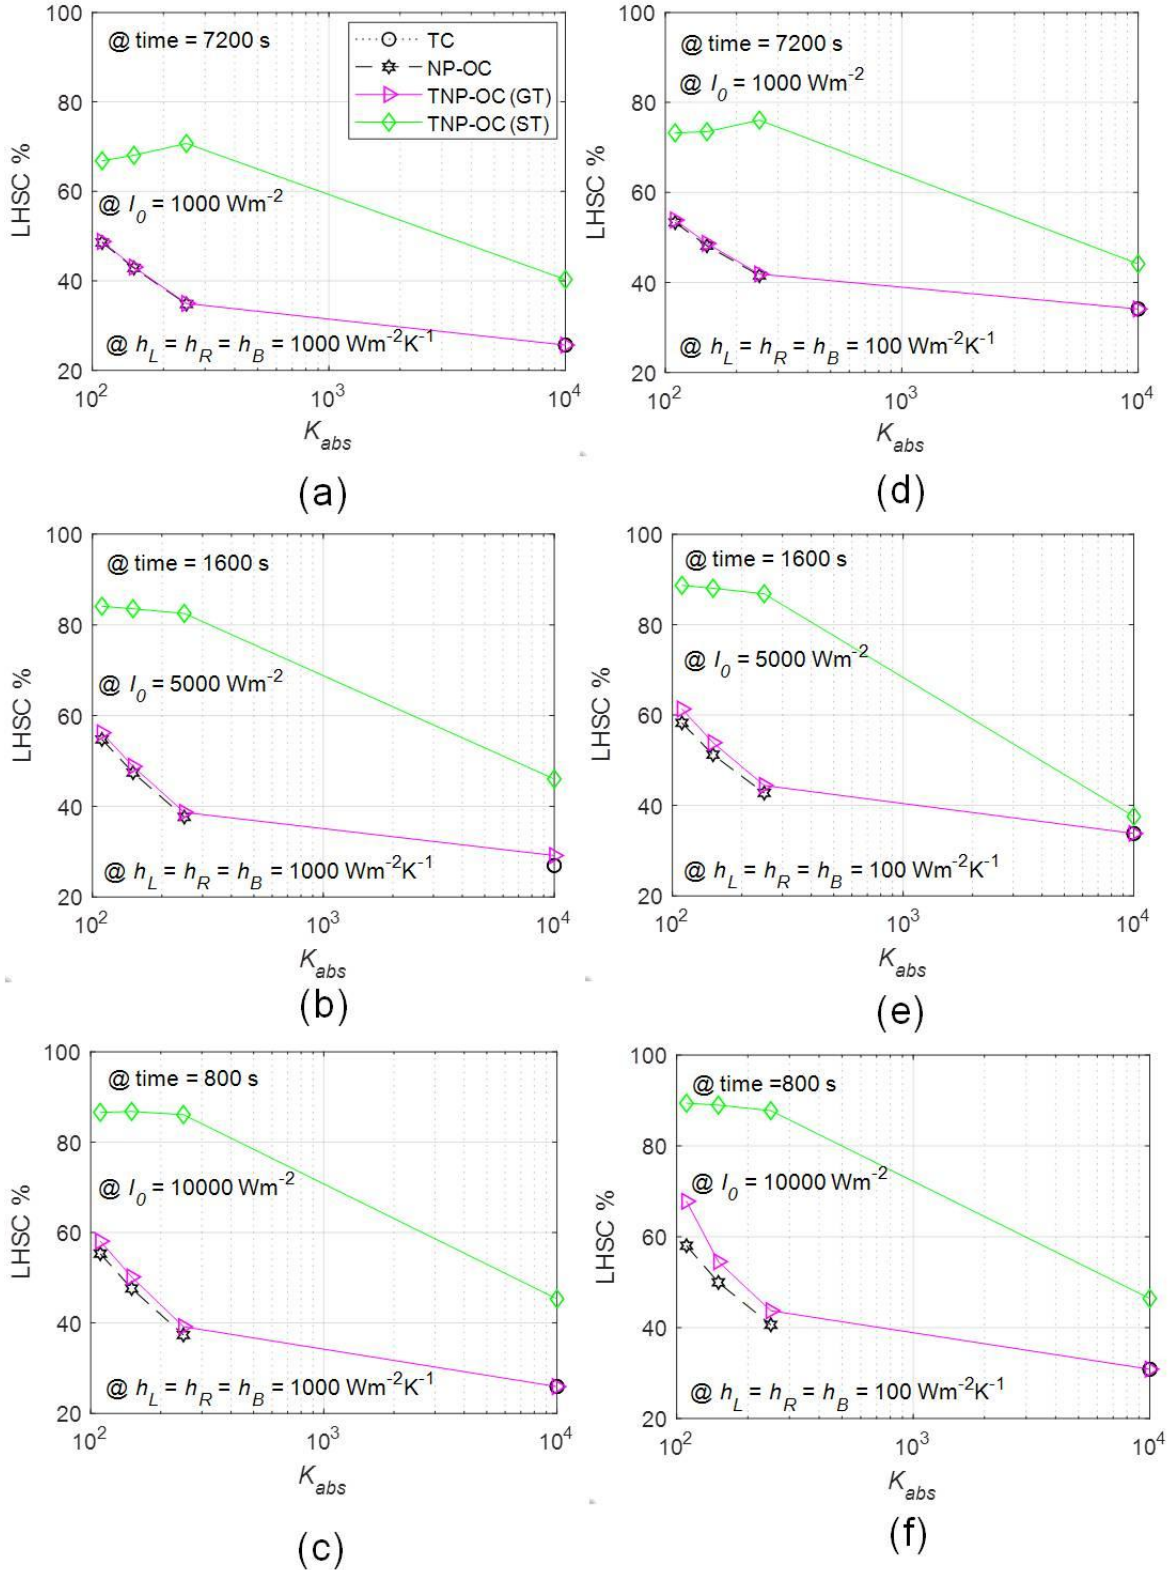 100
80
60
40
20
LHSC %
@ time = 7200 s
TC
NP-OC
TNP-OC (GT)
TNP-OC (ST)
@ I0 = 1000 Wm-2
@ hL = hR = hB = 1000 Wm-2K-1
10^2
10^3
10^4
Kabs
(a)
100
80
60
40
20
LHSC %
@ time = 7200 s
@ I0 = 1000 Wm-2
@ hL = hR = hB = 100 Wm-2K-1
10^2
10^3
10^4
Kabs
(d)
100
80
60
40
20
LHSC %
@ time = 1600 s
@ I0 = 5000 Wm-2
@ hL = hR = hB = 1000 Wm-2K-1
10^2
10^3
10^4
Kabs
(b)
100
80
60
40
20
LHSC %
@ time = 1600 s
@ I0 = 5000 Wm-2
@ hL = hR = hB = 100 Wm-2K-1
10^2
10^3
10^4
Kabs
(e)
100
80
60
40
20
LHSC %
@ time = 800 s
@ I0 = 10000 Wm-2
@ hL = hR = hB = 1000 Wm-2K-1
10^2
10^3
10^4
Kabs
(c)
100
80
60
40
20
LHSC %
@ time =800 s
@ I0 = 10000 Wm-2
@ hL = hR = hB = 100 Wm-2K-1
10^2
10^3
10^4
Kabs
(f)